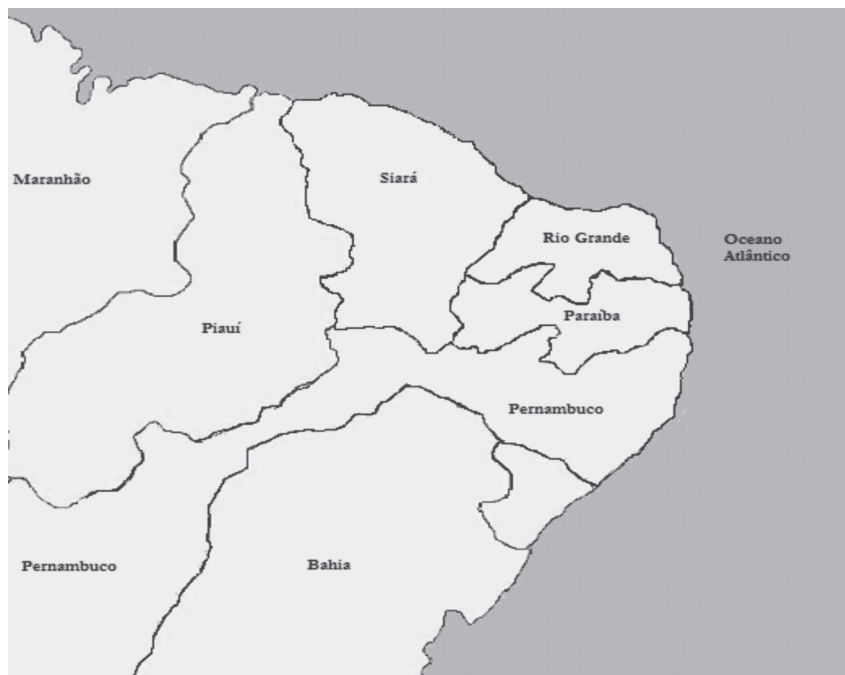 Maranhão
Siará
Rio Grande
Oceano
Atlântico
Paraíba
Piauí
Pernambuco
Pernambuco
Bahia